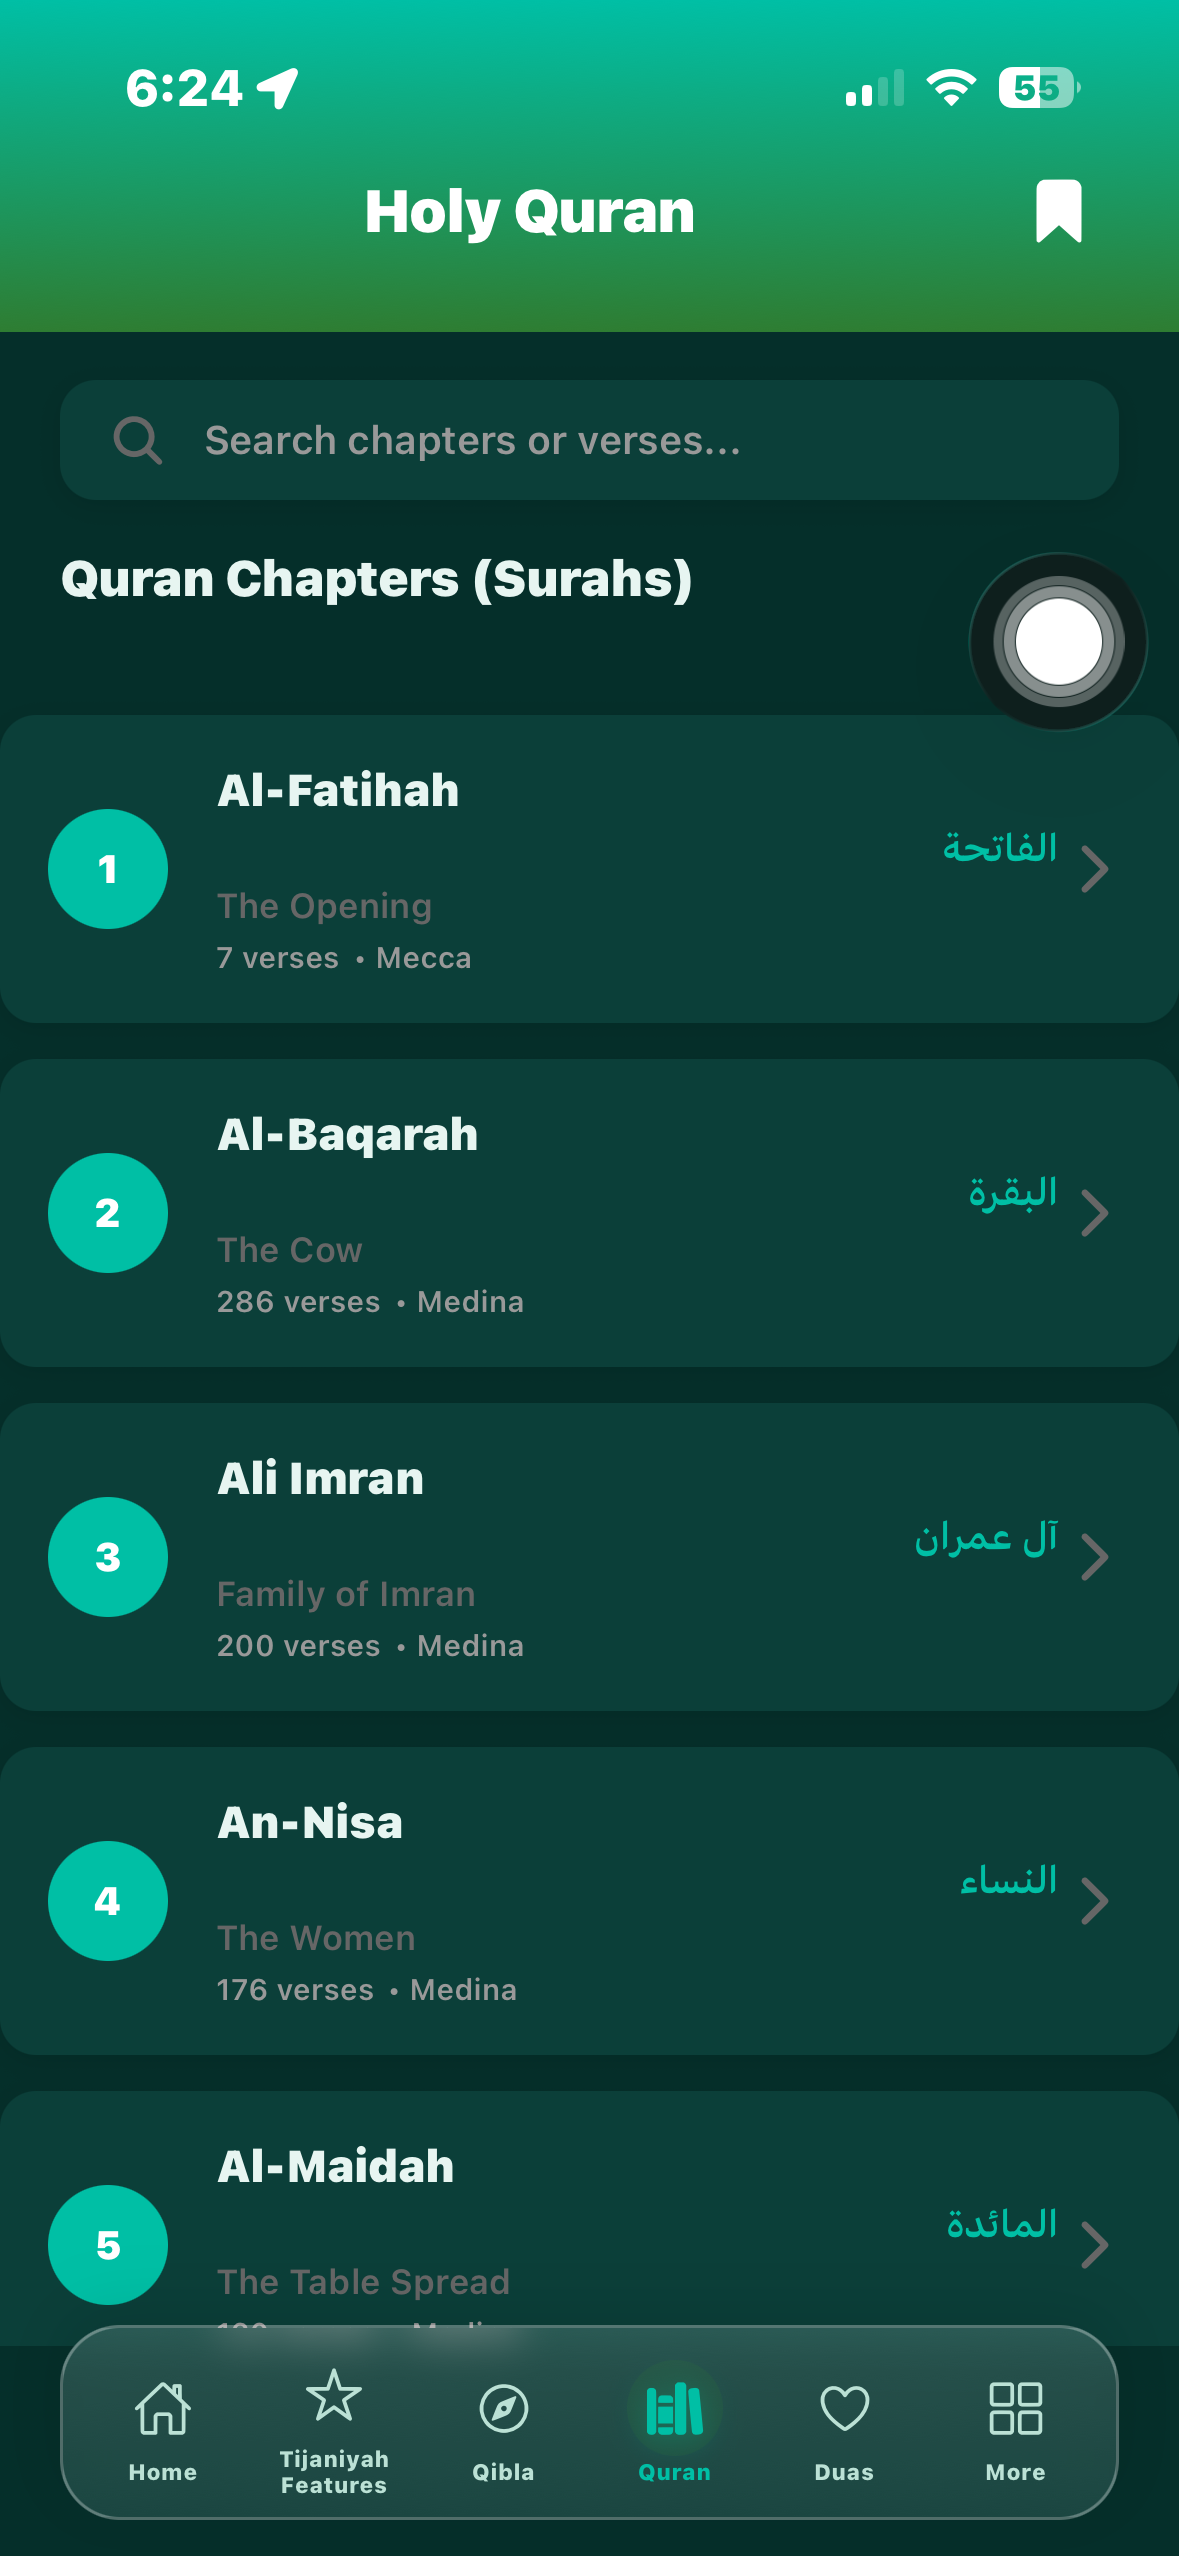 6:24
55
Holy Quran
Search chapters or verses...
Quran Chapters (Surahs)
1
Al-Fatihah
الفاتحة
The Opening
7 verses • Mecca
2
Al-Baqarah
البقرة
The Cow
286 verses • Medina
3
Ali Imran
آل عمران
Family of Imran
200 verses • Medina
4
An-Nisa
النساء
The Women
176 verses • Medina
5
Al-Maidah
المائدة
The Table Spread
Home
Tijaniyah
Features
Qibla
Quran
Duas
More